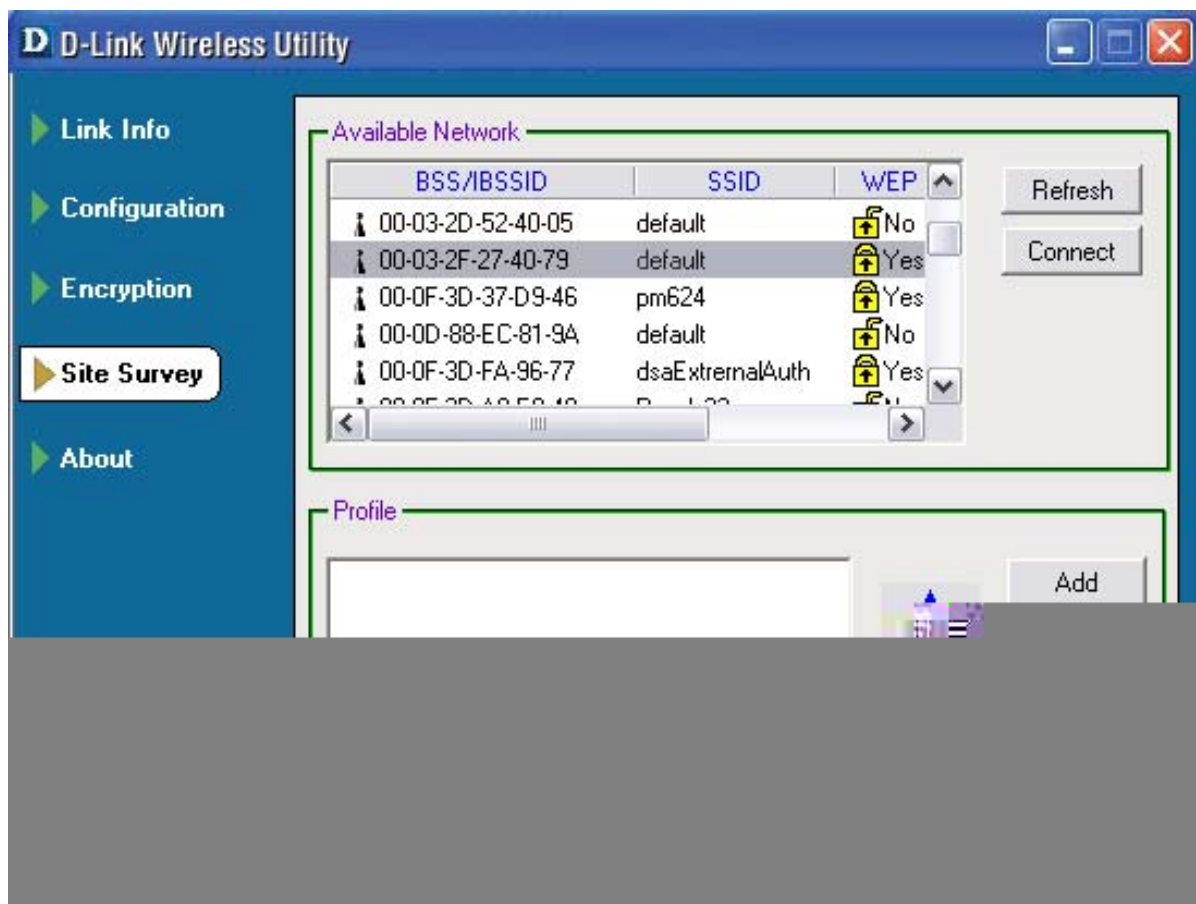 D D-Link Wireless Utility
Link Info
Configuration
Encryption
Site Survey
About
Available Network
BSS/IBSSID SSID WEP
00-03-2D-52-40-05 default No
00-03-2F-27-40-79 default Yes
00-0F-3D-37-D9-46 pm624 Yes
00-0D-88-EC-81-9A default No
00-0F-3D-FA-96-77 dsaExtrernalAuth Yes
Refresh
Connect
Profile
Add